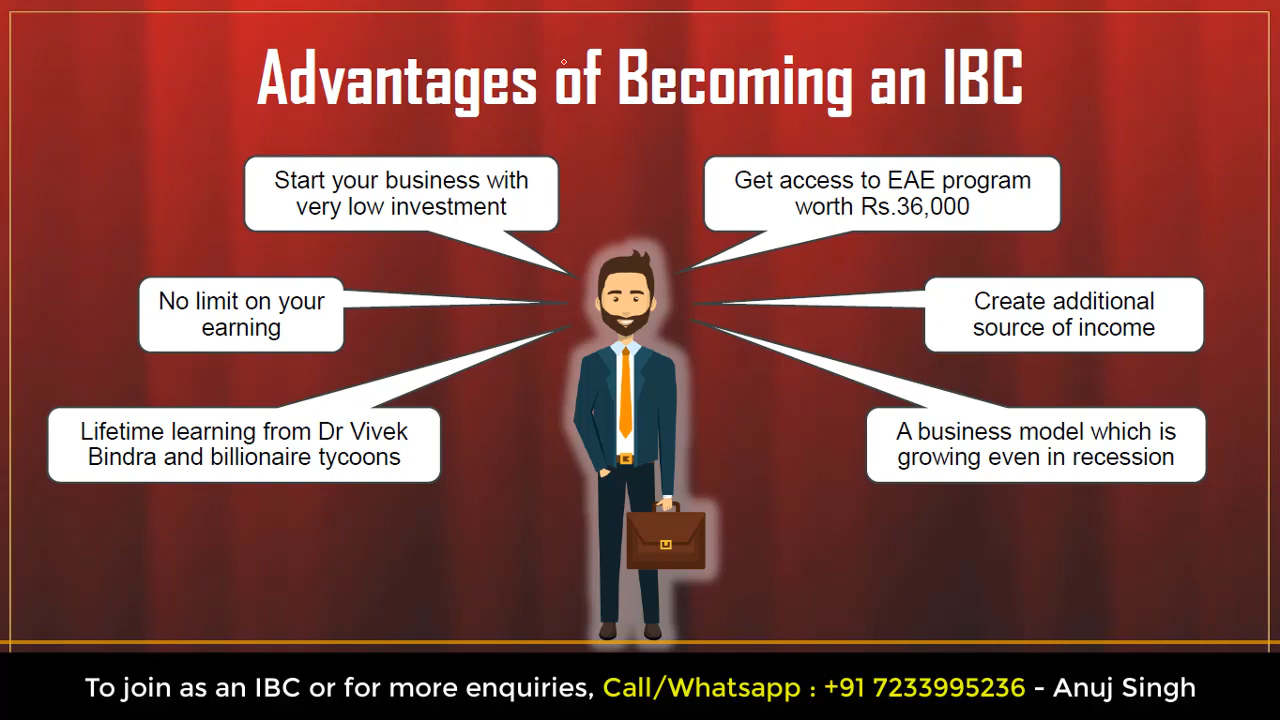 Advantages of Becoming an IBC
Start your business with
very low investment
Get access to EAE program
worth Rs.36,000
No limit on your
earning
Create additional
source of income
Lifetime learning from Dr Vivek
Bindra and billionaire tycoons
A business model which is
growing even in recession
To join as an IBC or for more enquiries, Call/Whatsapp : +91 7233995236 - Anuj Singh